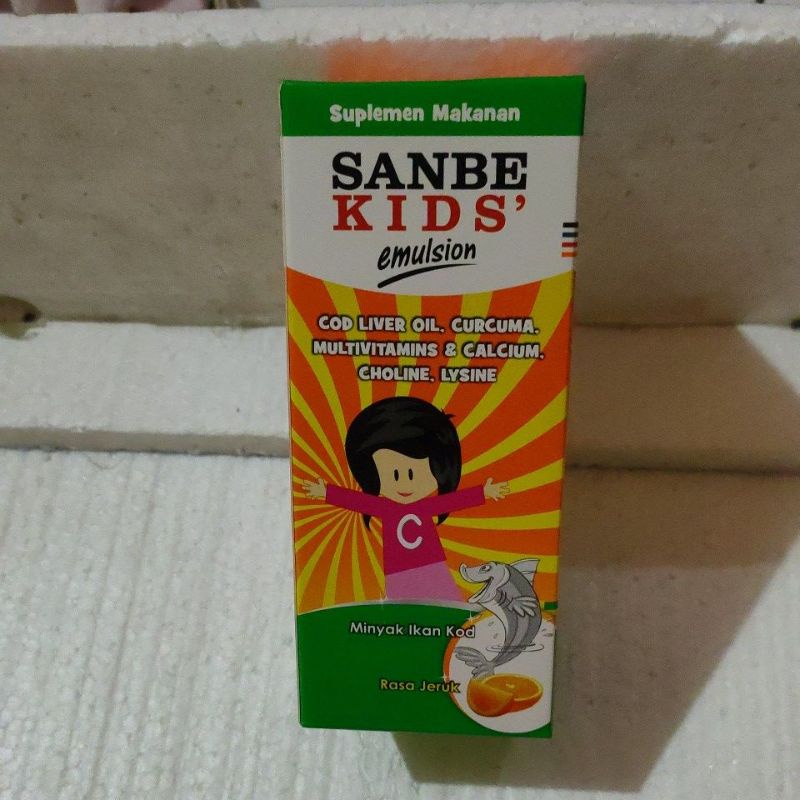 Suplemen Makanan
SANBE
KIDS'
emulsion
COD LIVER OIL, CURCUMA,
MULTIVITAMINS & CALCIUM,
CHOLINE, LYSINE
C
Minyak Ikan Kod
Rasa Jeruk